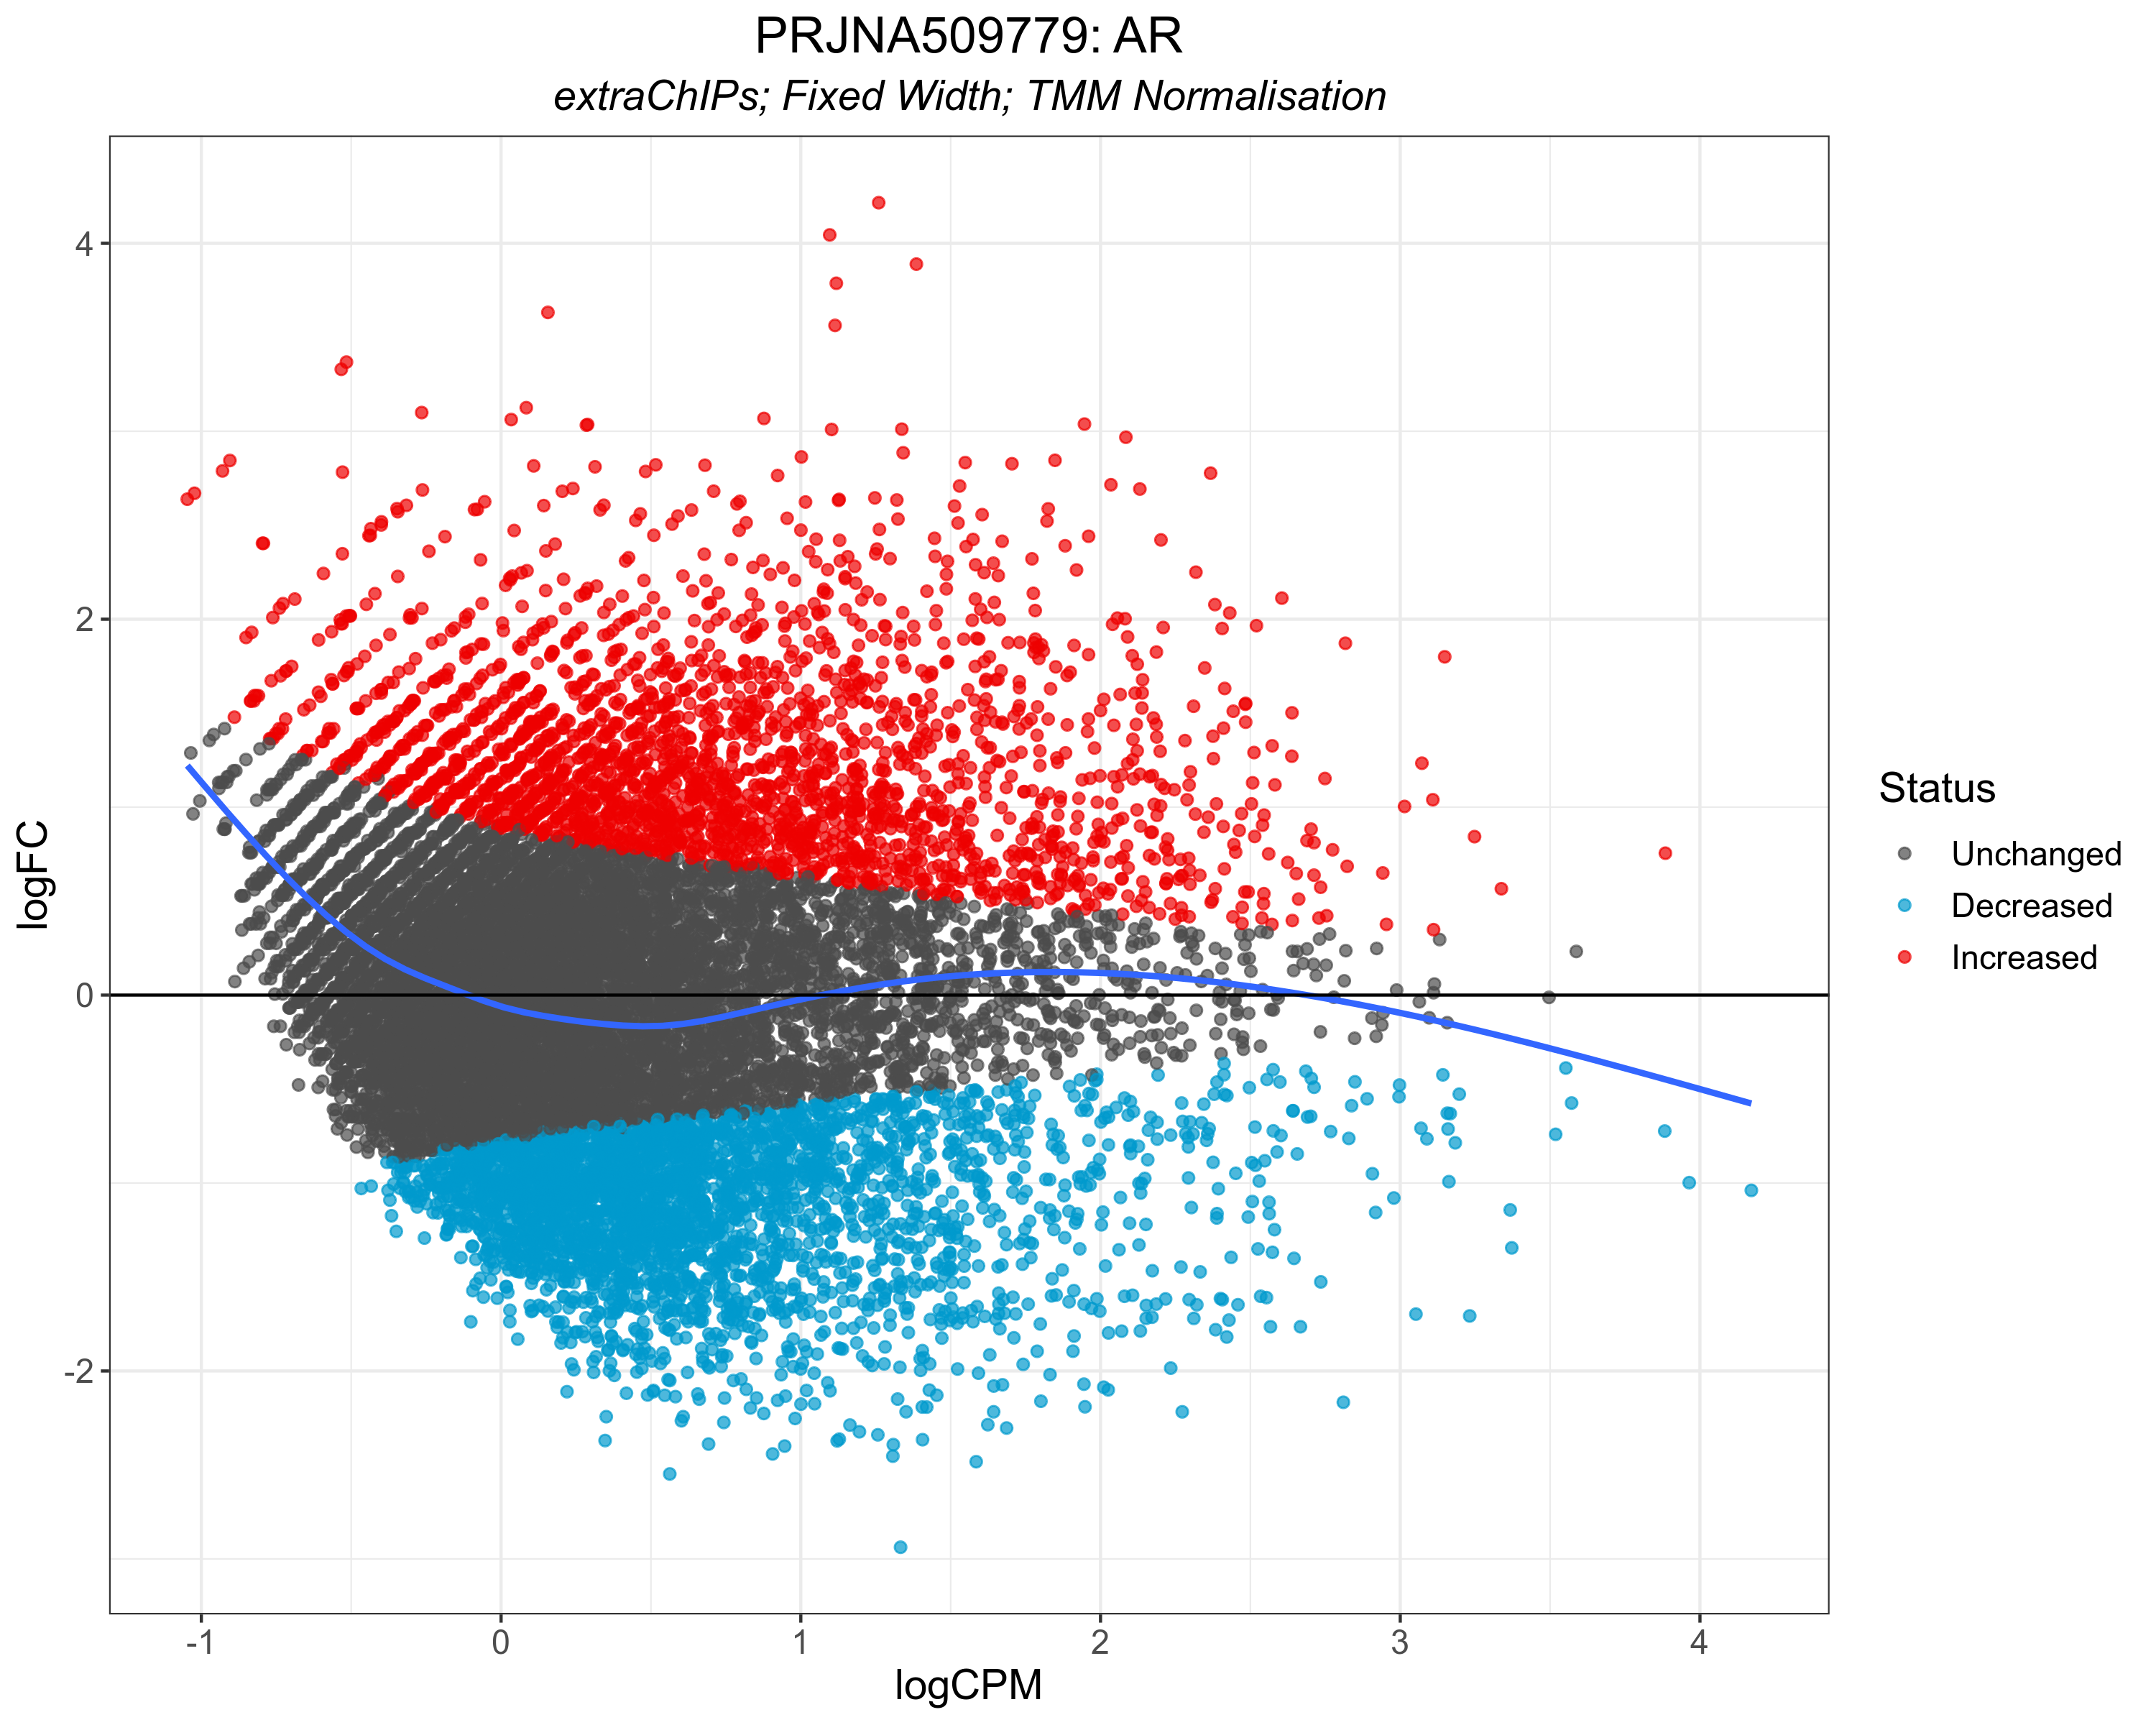 PRJNA509779: AR
extraChIPs; Fixed Width; TMM Normalisation
logFC
4
2
0
-2
-1 0 1 2 3 4
logCPM
Status
Unchanged
Decreased
Increased